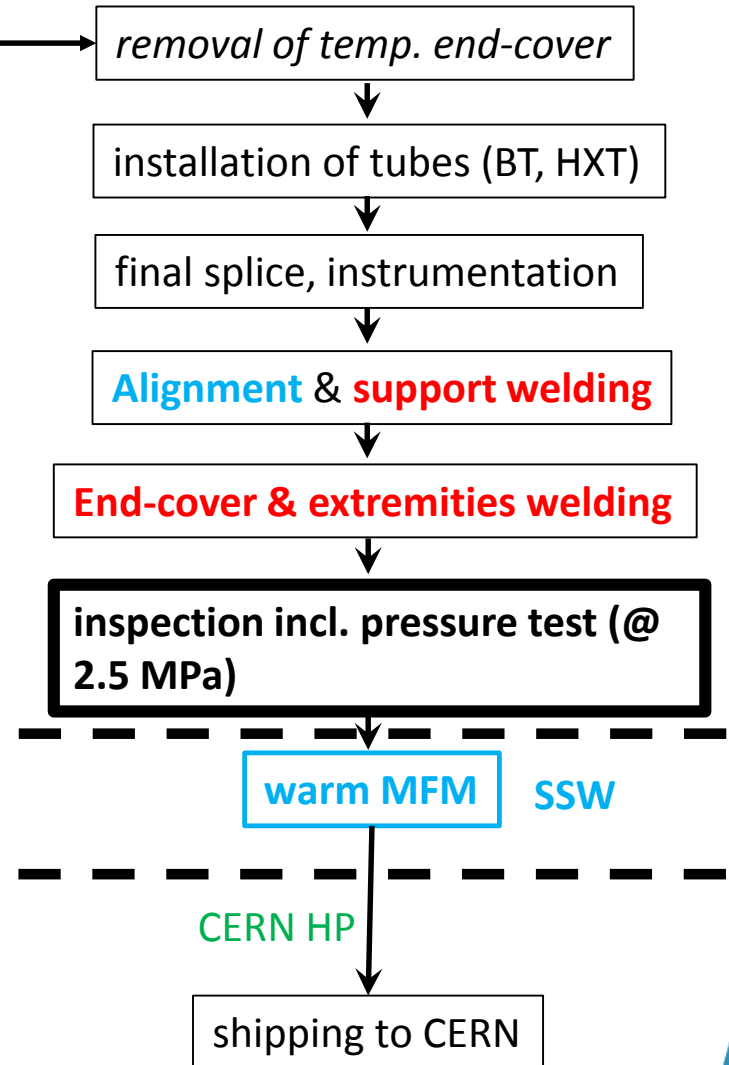 removal of temp. end-cover
installation of tubes (BT, HXT)
final splice, instrumentation
Alignment & support welding
End-cover & extremities welding
inspection incl. pressure test (@
2.5 MPa)
warm MFM SSW
CERN HP
shipping to CERN